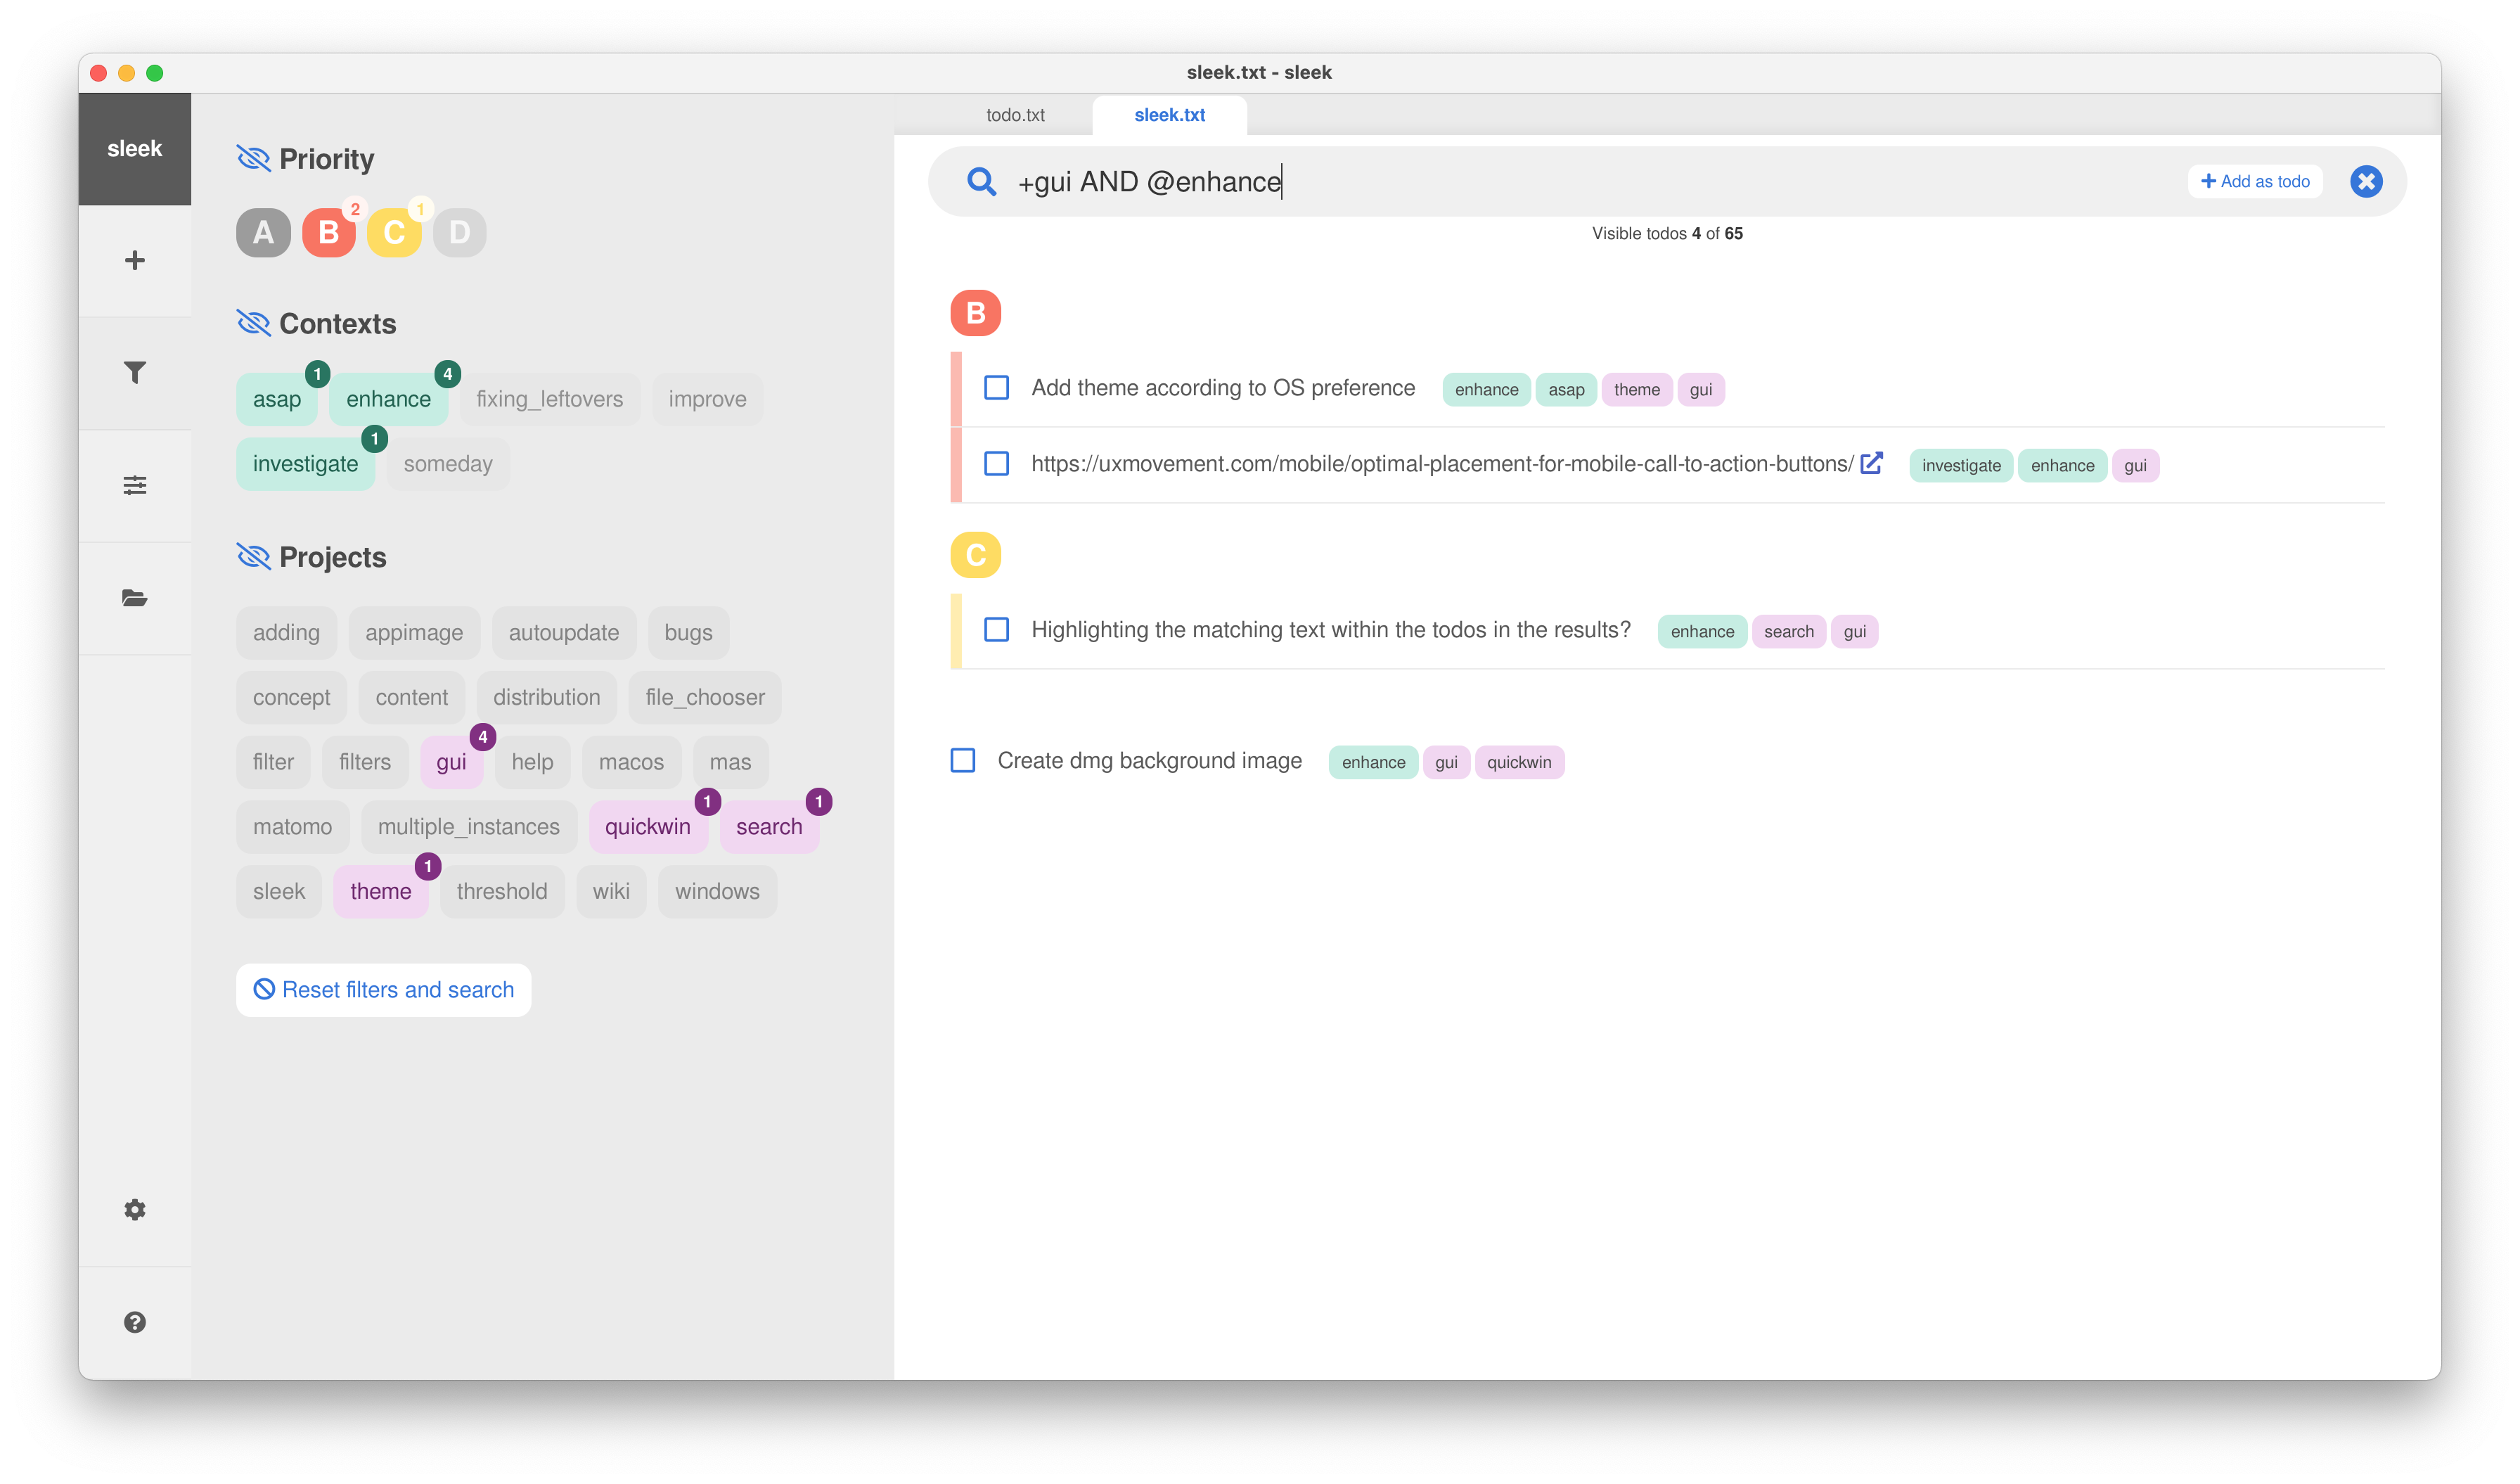 sleek.txt - sleek
sleek
todo.txt
sleek.txt
Priority
A B 2 C 1 D
Contexts
asap 1 enhance 4 fixing_leftovers improve
investigate 1 someday
Projects
adding appimage autoupdate bugs
concept content distribution file_chooser
filter filters gui 4 help macos mas
matomo multiple_instances quickwin 1 search 1
sleek theme 1 threshold wiki windows
Reset filters and search
+gui AND @enhance
Add as todo
Visible todos 4 of 65
B
Add theme according to OS preference enhance asap theme gui
https://uxmovement.com/mobile/optimal-placement-for-mobile-call-to-action-buttons/ investigate enhance gui
C
Highlighting the matching text within the todos in the results? enhance search gui
Create dmg background image enhance gui quickwin